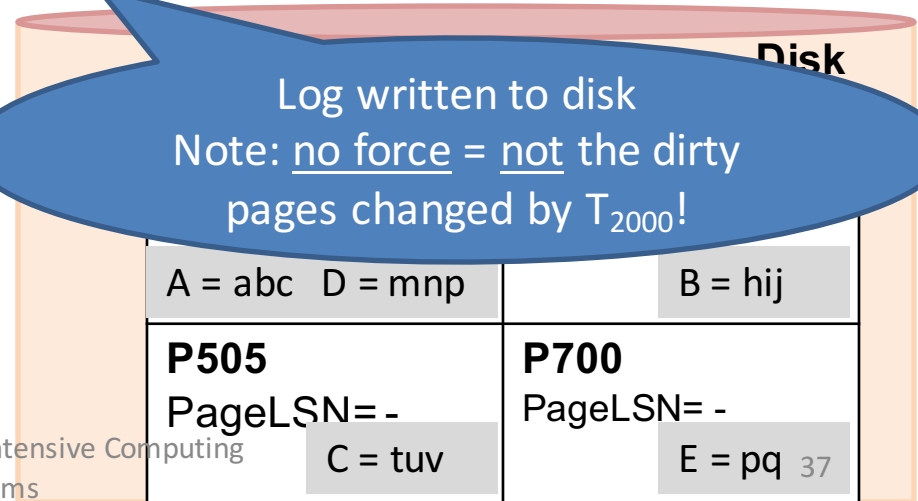 Disk
Log written to disk
Note: no force = not the dirty
pages changed by T2000!
A = abc D = mnp
B = hij
P505
P700
PageLSN= -
PageLSN= -
ntensive Computing
C = tuv
E = pq
37
ms